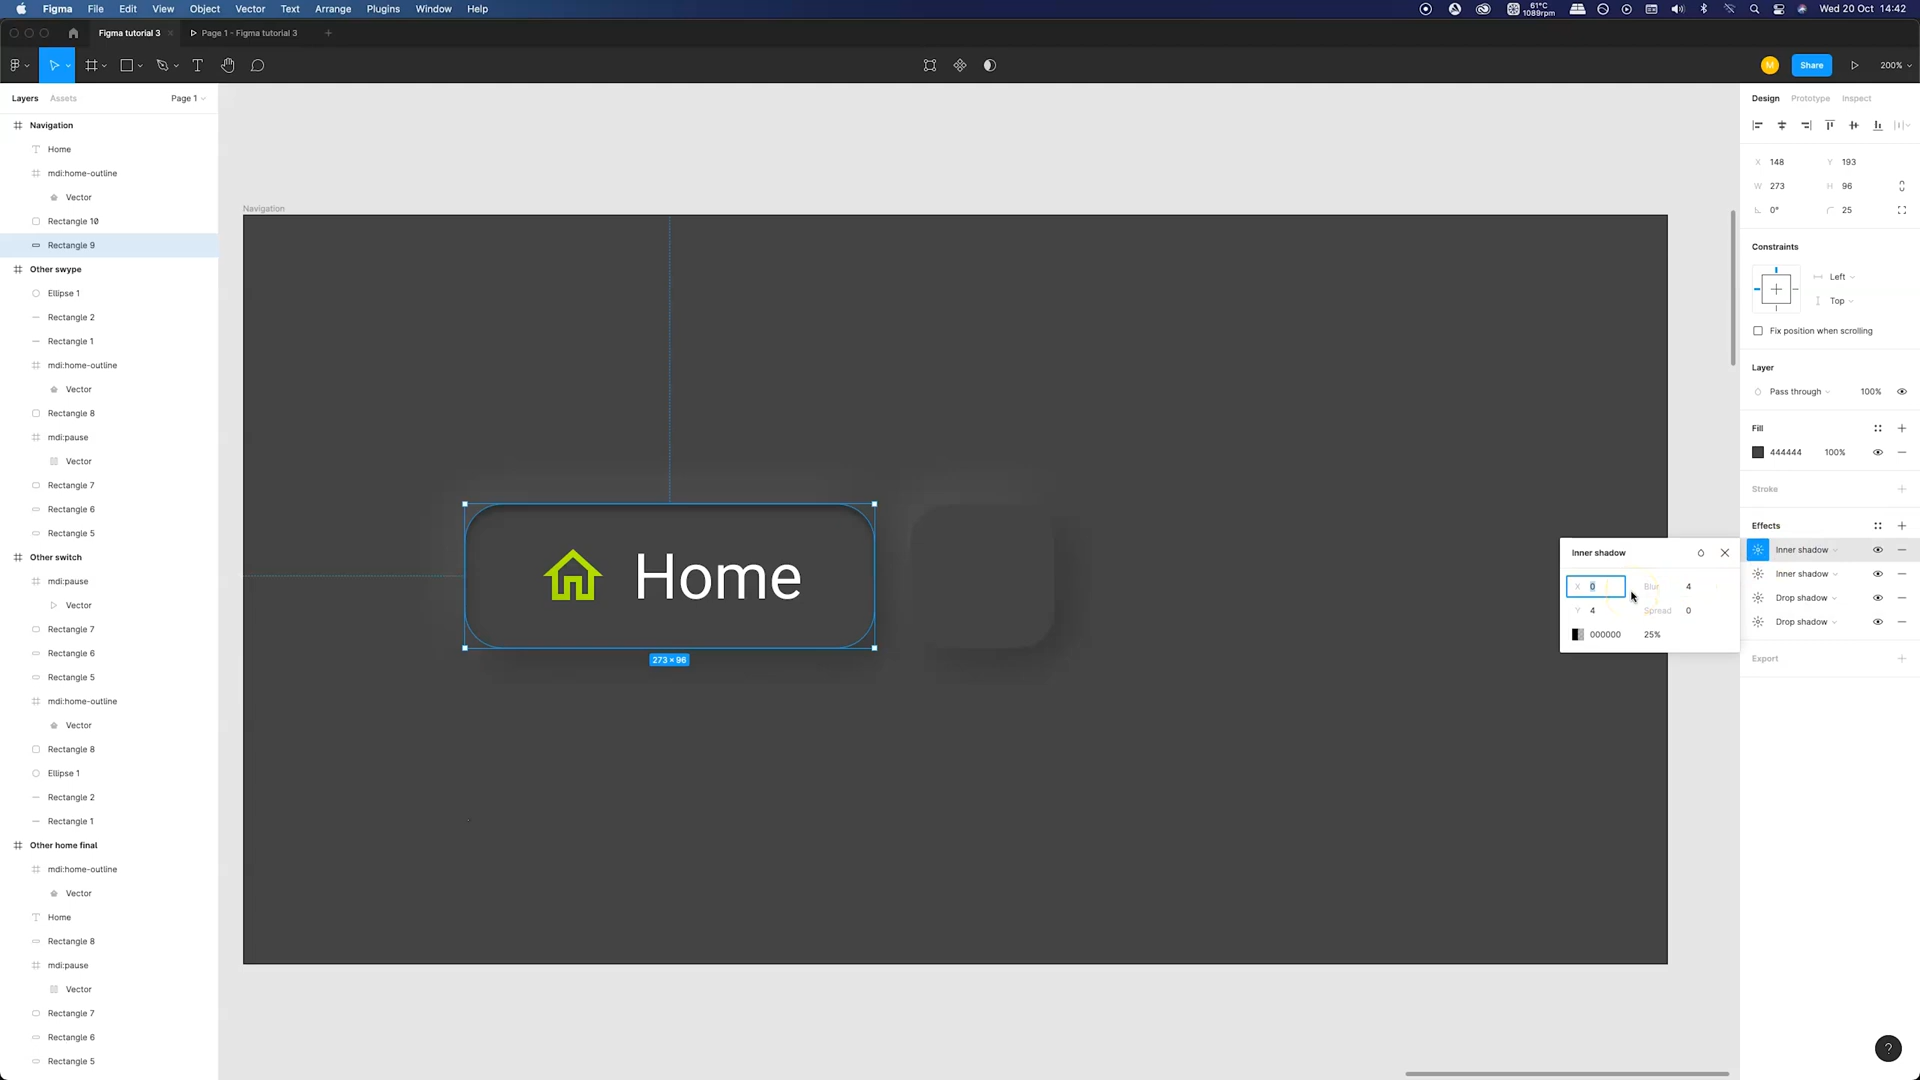 Figma File Edit View Object Vector Text Arrange Plugins Window Help 61°C 1089rpm Wed 20 Oct 14:42
Figma tutorial 3 Page 1 - Figma tutorial 3
M Share 200%
Layers Assets Page 1
Navigation
Home
mdi:home-outline
Vector
Rectangle 10
Rectangle 9
Other swype
Ellipse 1
Rectangle 2
Rectangle 1
mdi:home-outline
Vector
Rectangle 8
mdi:pause
Vector
Rectangle 7
Rectangle 6
Rectangle 5
Other switch
mdi:pause
Vector
Rectangle 7
Rectangle 6
Rectangle 5
mdi:home-outline
Vector
Rectangle 8
Ellipse 1
Rectangle 2
Rectangle 1
Other home final
mdi:home-outline
Vector
Home
Rectangle 8
mdi:pause
Vector
Rectangle 7
Rectangle 6
Rectangle 5
Navigation
Home
273 × 96
Inner shadow
X 0 Blur 4
Y 4 Spread 0
000000 25%
Design Prototype Inspect
X 148 Y 193
W 273 H 96
0° 25
Constraints
Left
Top
Fix position when scrolling
Layer
Pass through 100%
Fill
444444 100%
Stroke
Effects
Inner shadow
Inner shadow
Drop shadow
Drop shadow
Export
?